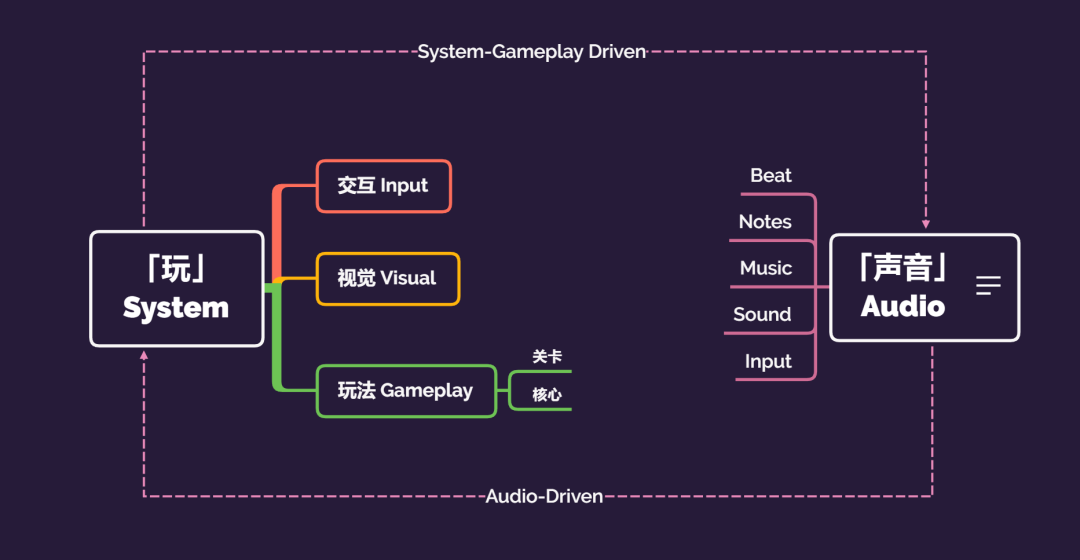 System-Gameplay Driven
「玩」
System
交互 Input
视觉 Visual
玩法 Gameplay
关卡
核心
Beat
Notes
Music
Sound
Input
「声音」
Audio
Audio-Driven